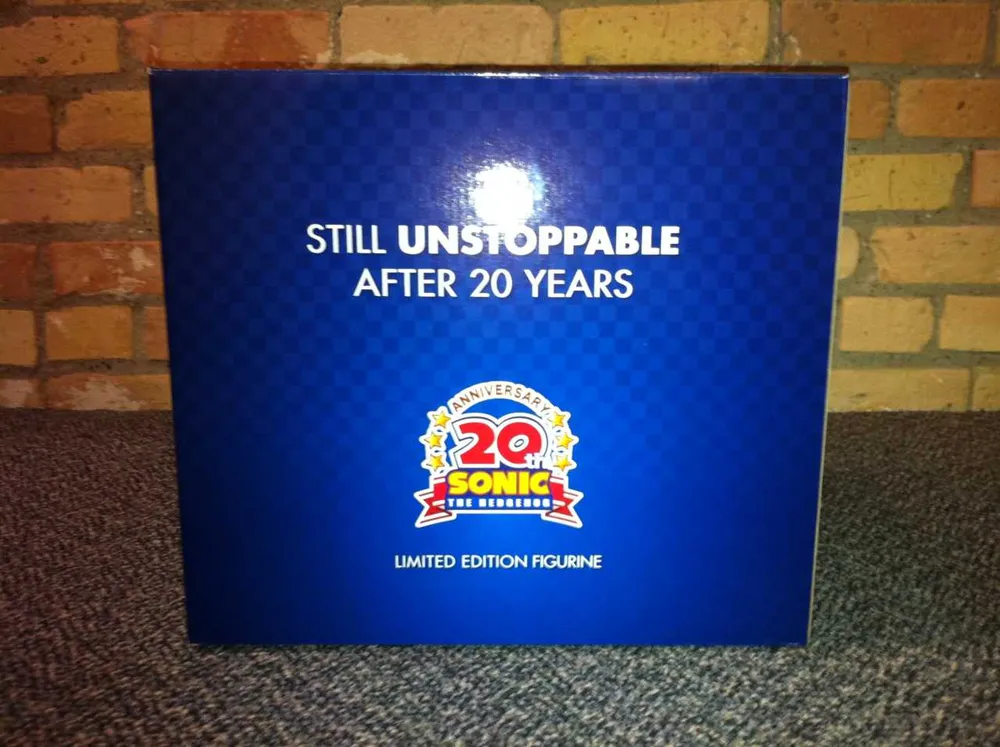 STILL UNSTOPPABLE
AFTER 20 YEARS
ANNIVERSARY
20th
SONIC
THE HEDGEHOG
LIMITED EDITION FIGURINE